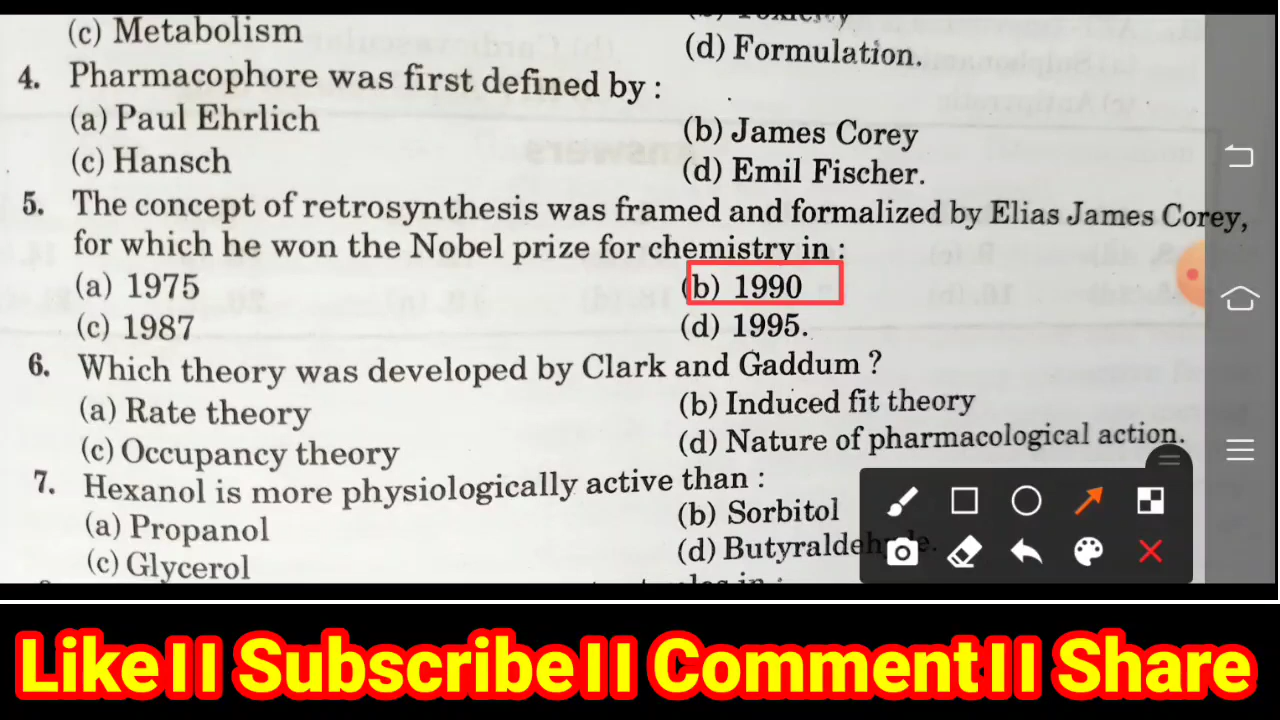 (c) Metabolism
(b) Toxicity
(d) Formulation.
4. Pharmacophore was first defined by :
(a) Paul Ehrlich
(b) James Corey
(c) Hansch
(d) Emil Fischer.
5. The concept of retrosynthesis was framed and formalized by Elias James Corey,
for which he won the Nobel prize for chemistry in :
(a) 1975
(b) 1990
(c) 1987
(d) 1995.
6. Which theory was developed by Clark and Gaddum ?
(a) Rate theory
(b) Induced fit theory
(c) Occupancy theory
(d) Nature of pharmacological action.
7. Hexanol is more physiologically active than :
(a) Propanol
(b) Sorbitol
(c) Glycerol
(d) Butyraldehyde.
in :
Like|| Subscribe|| Comment|| Share